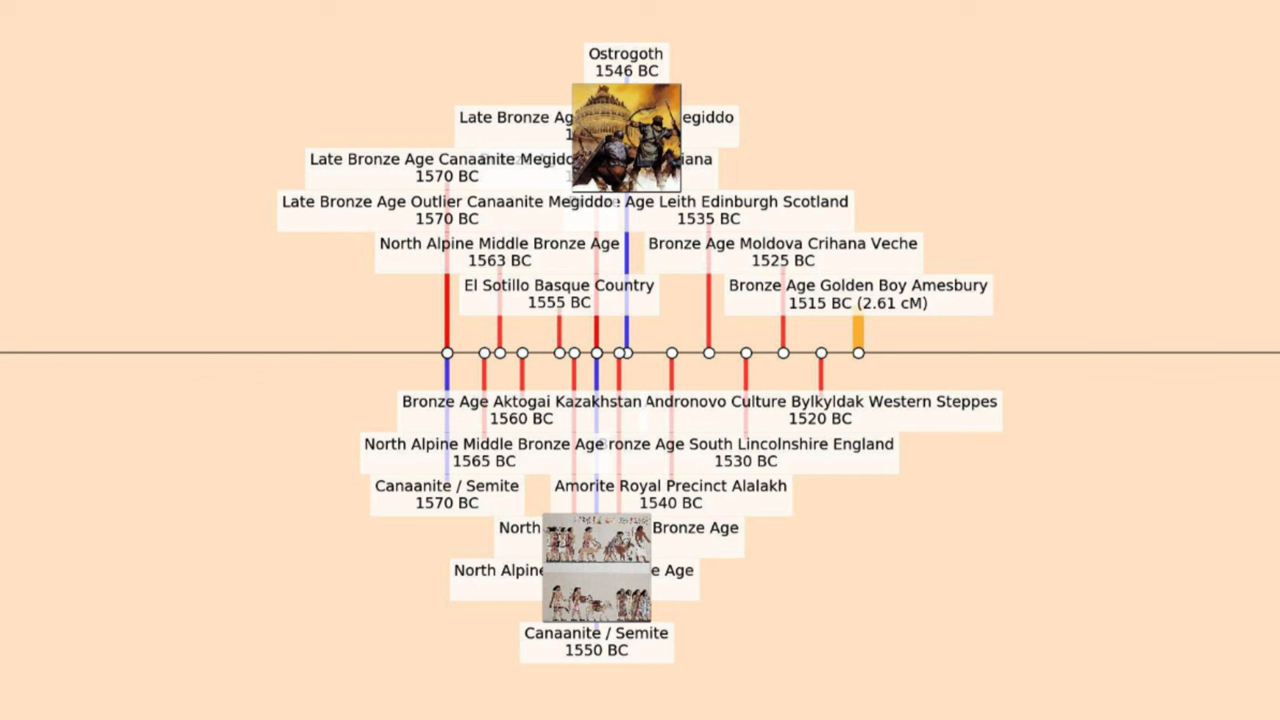 Ostrogoth
1546 BC
Late Bronze Ag egiddo
Late Bronze Age Canaanite Megido iana
1570 BC
Late Bronze Age Outlier Canaanite Megiddo Age Leith Edinburgh Scotland
1570 BC 1535 BC
North Alpine Middle Bronze Age Bronze Age Moldova Crihana Veche
1563 BC 1525 BC
El Sotillo Basque Country Bronze Age Golden Boy Amesbury
1555 BC 1515 BC (2.61 cM)
Bronze Age Aktogai Kazakhstan Andronovo Culture Bylkyldak Western Steppes
1560 BC 1520 BC
North Alpine Middle Bronze Age ronze Age South Lincolnshire England
1565 BC 1530 BC
Canaanite / Semite Amorite Royal Precinct Alalakh
1570 BC 1540 BC
North Bronze Age
North Alpine e Age
Canaanite / Semite
1550 BC